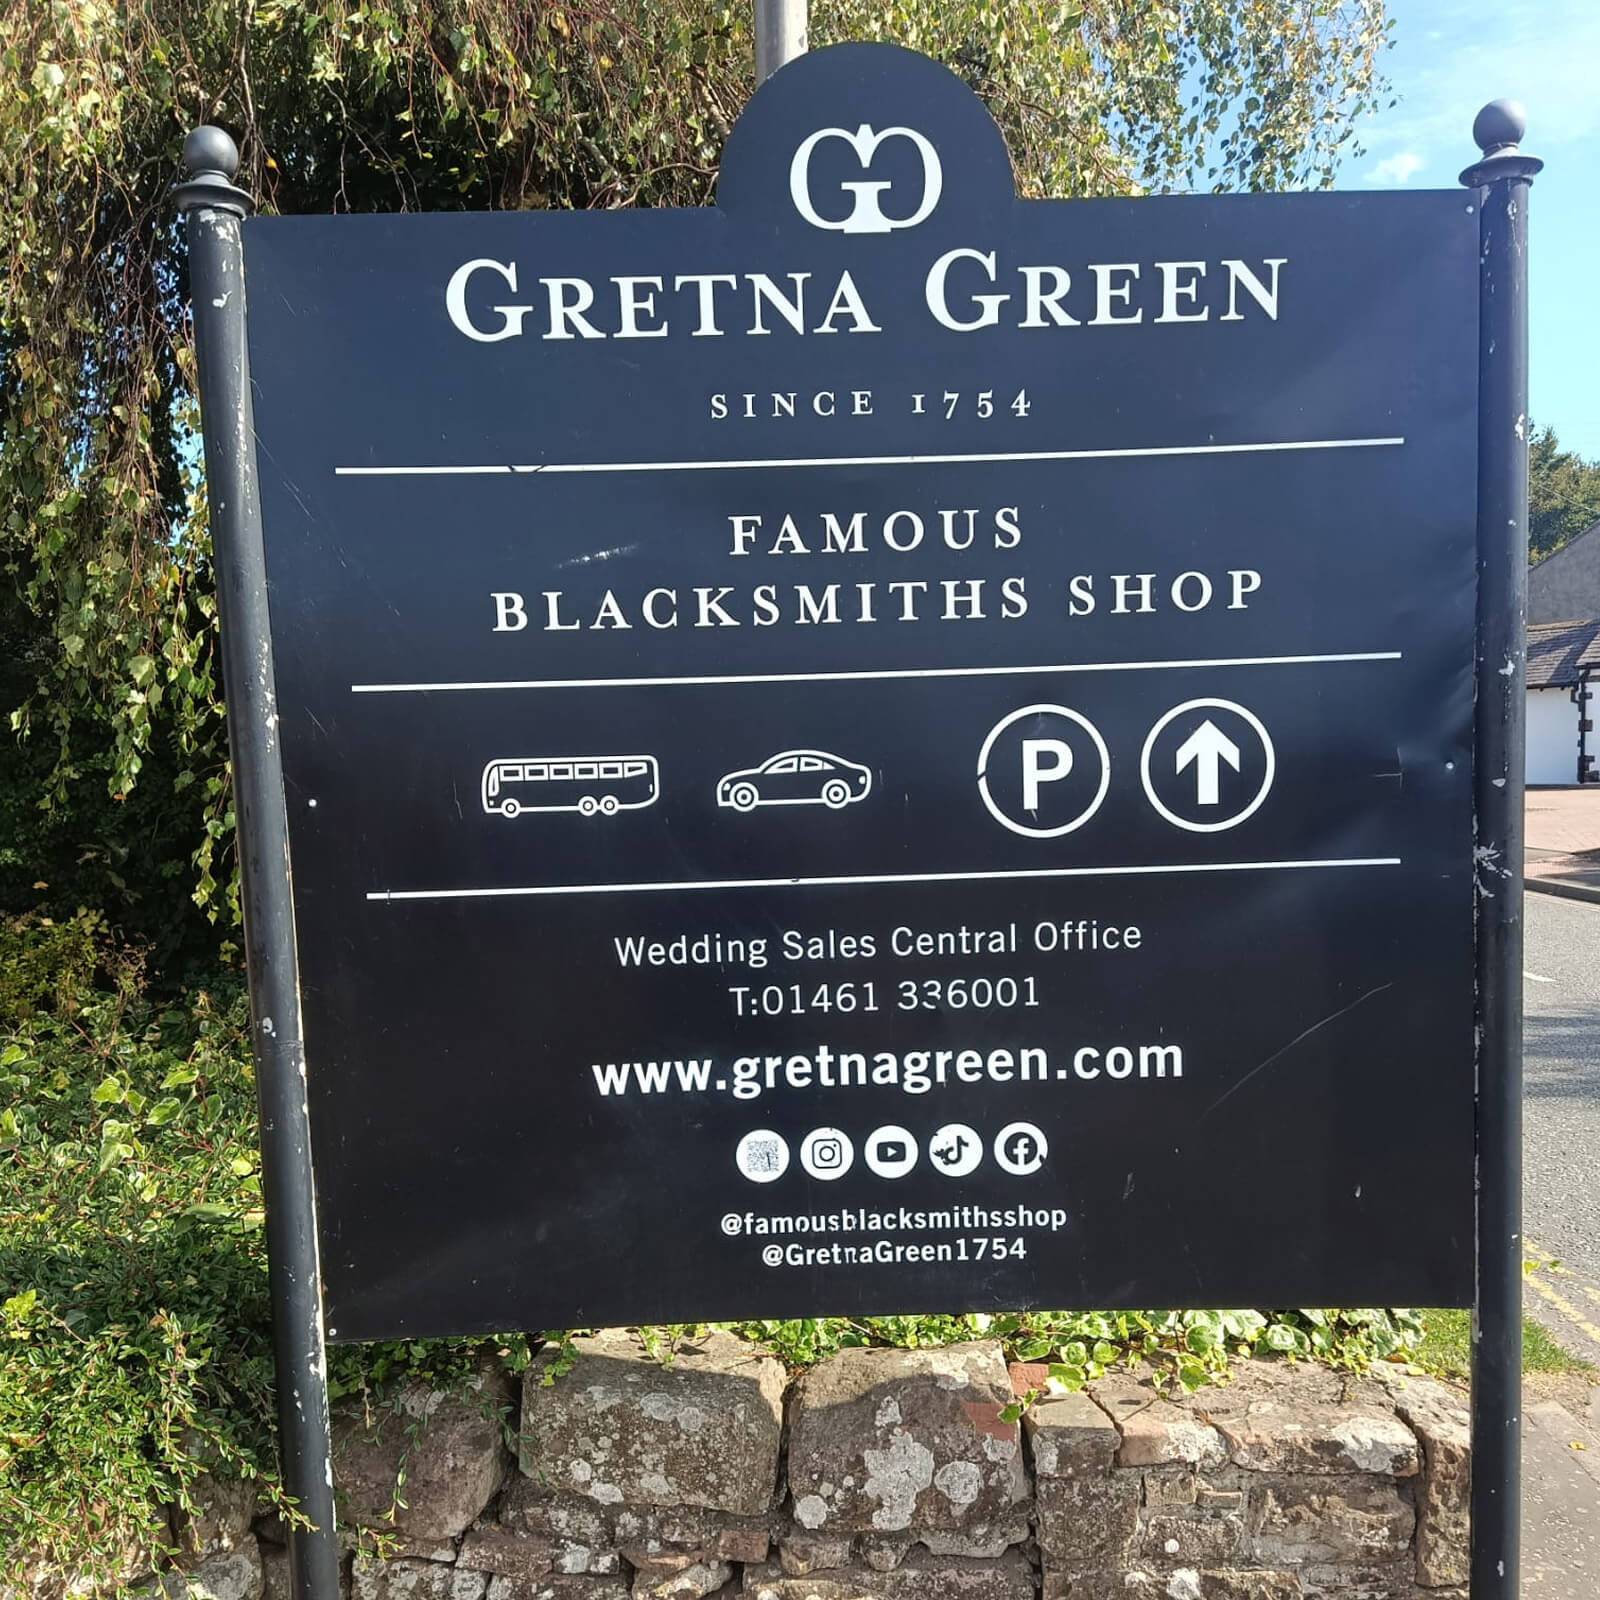 GG
GRETNA GREEN
SINCE 1754
FAMOUS
BLACKSMITHS SHOP
P
Wedding Sales Central Office
T:01461 336001
www.gretnagreen.com
@famousblacksmithsshop
@GretnaGreen1754